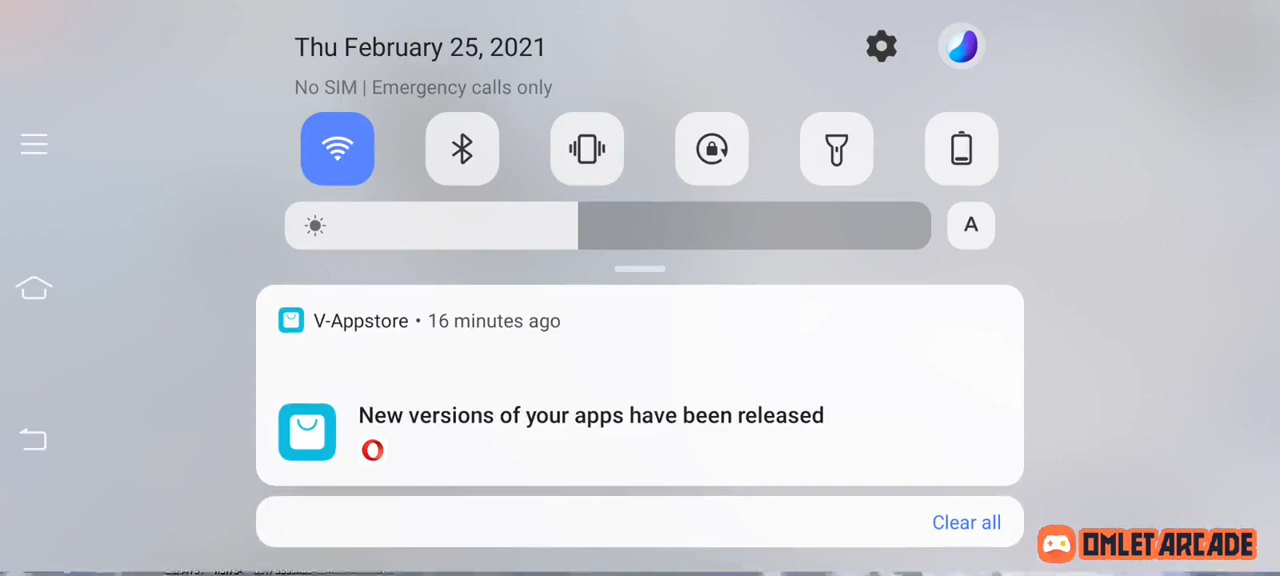 Thu February 25, 2021
No SIM | Emergency calls only
A
V-Appstore • 16 minutes ago
New versions of your apps have been released
Clear all
OMLET ARCADE